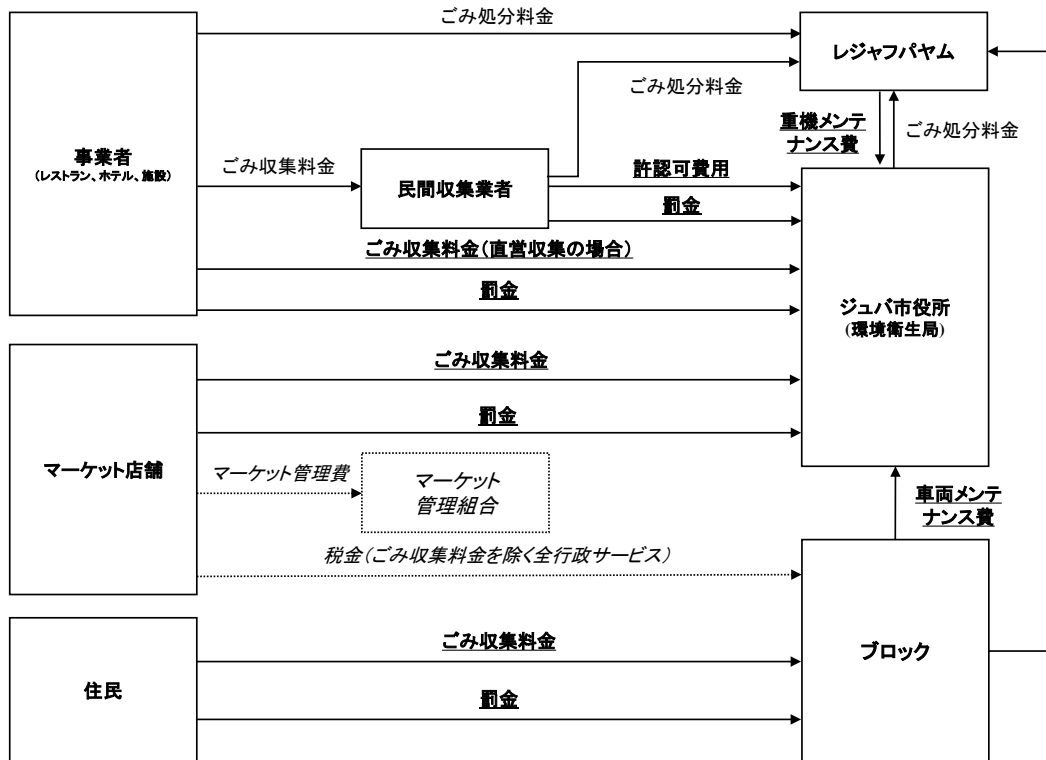 ごみ処分料金
レジャフパヤム
ごみ処分料金
重機メンテ
ナンス費
ごみ処分料金
事業者
(レストラン、ホテル、施設)
ごみ収集料金
民間収集業者
許認可費用
罰金
ごみ収集料金(直営収集の場合)
罰金
ジュバ市役所
(環境衛生局)
ごみ収集料金
罰金
マーケット店舗
マーケット管理費
マーケット
管理組合
車両メンテ
ナンス費
税金(ごみ収集料金を除く全行政サービス)
ごみ収集料金
ブロック
住民
罰金